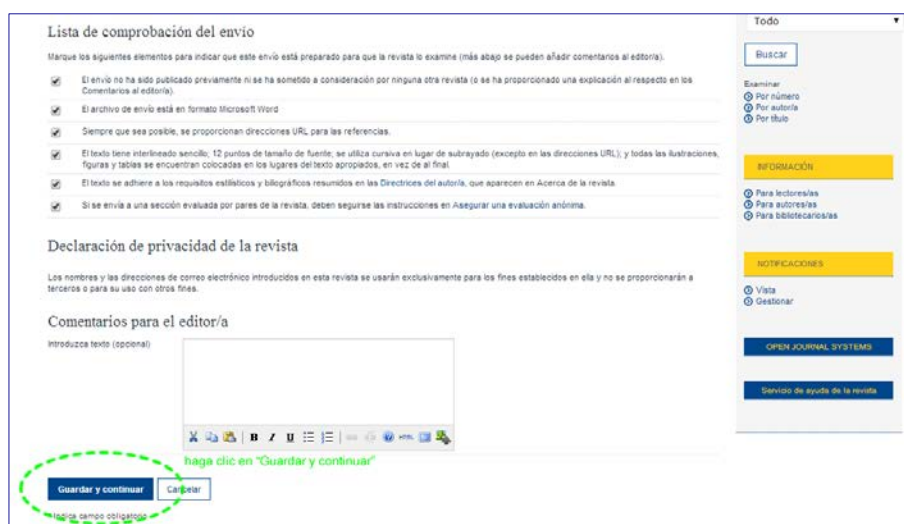 Lista de comprobación del envío
Marque los siguientes elementos para indicar que este envío está preparado para que la revista lo examine (más abajo se pueden añadir comentarios al editor/a).
El envío no ha sido publicado previamente ni se ha sometido a consideración por ninguna otra revista (o se ha proporcionado una explicación al respecto en los
Comentarios al editor/a).
El archivo de envío está en formato Microsoft Word
Siempre que sea posible, se proporcionan direcciones URL para las referencias.
El texto tiene interlineado sencillo; 12 puntos de tamaño de fuente; se utiliza cursiva en lugar de subrayado (excepto en las direcciones URL); y todas las ilustraciones,
figuras y tablas se encuentran colocadas en los lugares del texto apropiados, en vez de al final.
El texto se adhiere a los requisitos estilísticos y bibliográficos resumidos en las Directrices del autor/a, que aparecen en Acerca de la revista.
Si se envía a una sección evaluada por pares de la revista, deben seguirse las instrucciones en Asegurar una evaluación anónima.
Declaración de privacidad de la revista
Los nombres y las direcciones de correo electrónico introducidos en esta revista se usarán exclusivamente para los fines establecidos en ella y no se proporcionarán a
terceros o para su uso con otros fines.
Comentarios para el editor/a
Introduzca texto (opcional)
B I U
HTML
haga clic en "Guardar y continuar"
Guardar y continuar
Cancelar
* Indica campo obligatorio
Todo
Buscar
Examinar
Por número
Por autor/a
Por título
INFORMACIÓN
Para lectores/as
Para autores/as
Para bibliotecarios/as
NOTIFICACIONES
Vista
Gestionar
OPEN JOURNAL SYSTEMS
Servicio de ayuda de la revista